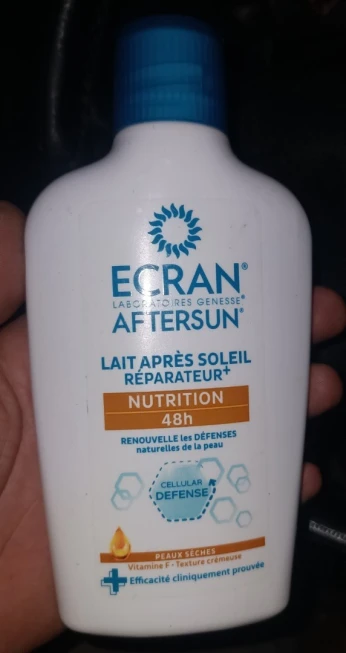 ECRAN®
LABORATOIRES GENESSE®
AFTERSUN®
LAIT APRÈS SOLEIL
RÉPARATEUR+
NUTRITION
48h
RENOUVELLE les DÉFENSES
naturelles de la peau
CELLULAR
DEFENSE
PEAUX SÈCHES
Vitamine F - Texture crémeuse
Efficacité cliniquement prouvée